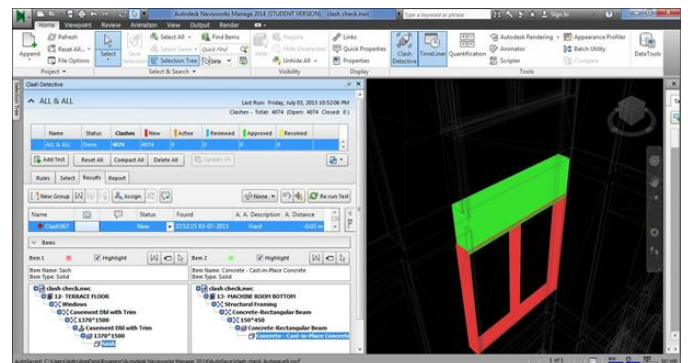 Autodesk Navisworks Manage 2014 (STUDENT VERSION) clash check.nwc
Type a keyword or phrase
Sign In
Home Viewpoint Review Animation View Output Render
Append
Refresh
Reset All...
File Options
Project
Select
Save Selection
Select All
Select Same
Selection Tree
Find Items
Quick Find
Sets
Select & Search
Hide
Require
Hide Unselected
Unhide All
Visibility
Links
Quick Properties
Properties
Display
Clash Detective
TimeLiner
Quantification
Autodesk Rendering
Animator
Scripter
Appearance Profiler
Batch Utility
Compare
Tools
DataTools
Selection Tree
Clash Detective
ALL & ALL
Last Run: Friday, July 03, 2015 10:52:06 PM
Clashes - Total: 4074 (Open: 4074 Closed: 0)
Name Status Clashes New Active Reviewed Approved Resolved
ALL & ALL Done 4074 4074 0 0 0 0
Add Test Reset All Compact All Delete All Update All
Rules Select Results Report
New Group Assign None Re-run Test
Name Status Found A. A. Description A. Distance
Clash567 New 22:52:15 03-07-2015 Hard -0.03 m
Items
Item 1 Highlight Item 2 Highlight
Item Name: Sash
Item Type: Solid
Item Name: Concrete - Cast-in-Place Concrete
Item Type: Solid
clash check.nwc
12- TERRACE FLOOR
Windows
Casement Dbl with Trim
1370*1500
Casement Dbl with Trim
1370*1500
Sash
clash check.nwc
13- MACHINE ROOM BOTTOM
Structural Framing
Concrete-Rectangular Beam
150*450
Concrete-Rectangular Beam
Concrete - Cast-in-Place Concrete
1 of 1